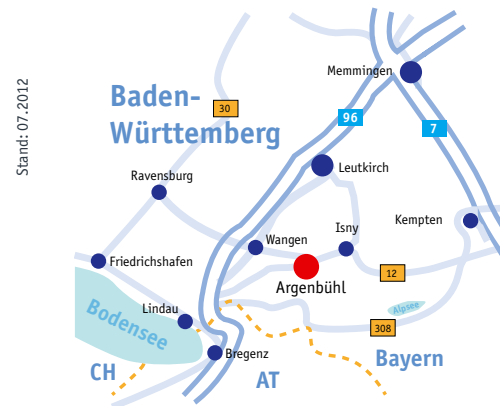 Stand: 07.2012
Memmingen
Baden-
Württemberg
30
96
7
Leutkirch
Ravensburg
Kempten
Isny
Wangen
Friedrichshafen
12
Argenbühl
Alpsee
Lindau
Bodensee
308
Bregenz
Bayern
CH
AT